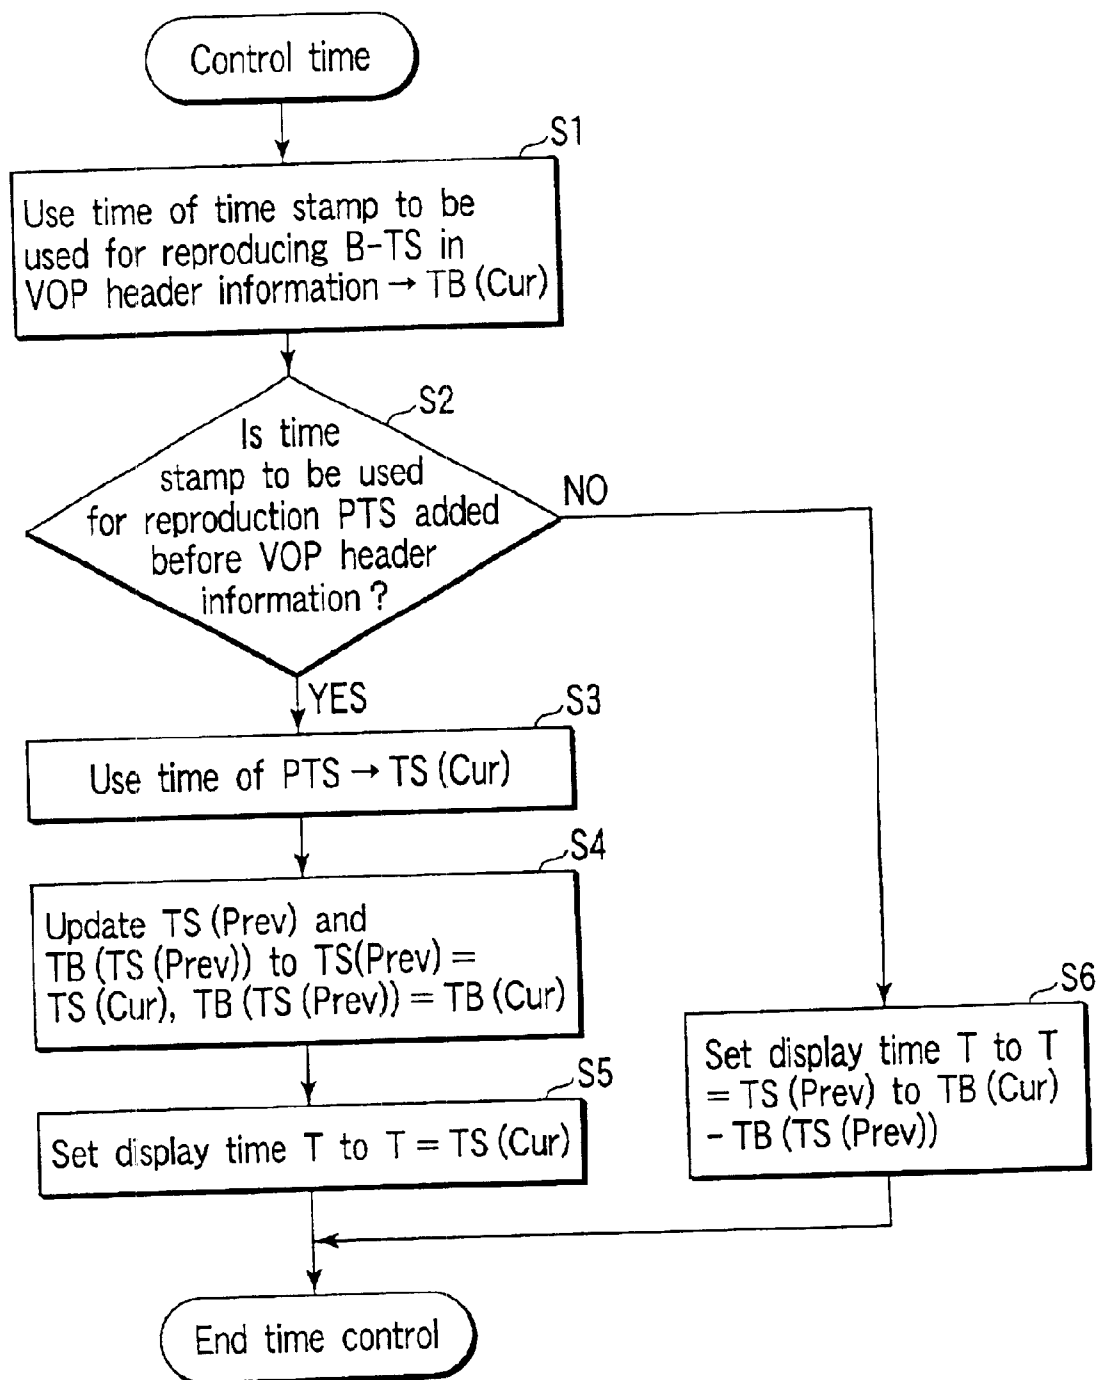 Control time
S1
Use time of time stamp to be
used for reproducing B-TS in
VOP header information → TB (Cur)
S2
Is time
stamp to be used
for reproduction PTS added
before VOP header
information ?
NO
YES
S3
Use time of PTS → TS (Cur)
S4
Update TS (Prev) and
TB (TS (Prev)) to TS(Prev) =
TS (Cur), TB (TS (Prev)) = TB (Cur)
S5
Set display time T to T = TS (Cur)
S6
Set display time T to T
= TS (Prev) to TB (Cur)
- TB (TS (Prev))
End time control